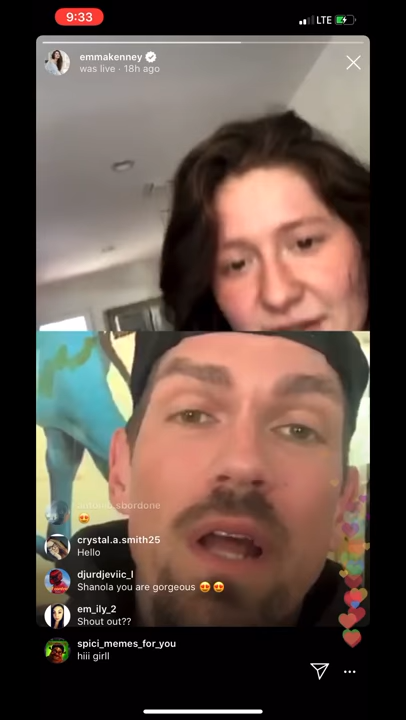 9:33
LTE
emmakenney
was live · 18h ago
sbordone
😍
crystal.a.smith25
Hello
djurdjeviic_l
Shanola you are gorgeous 😍😍
em_ily_2
Shout out??
spici_memes_for_you
hiii girll